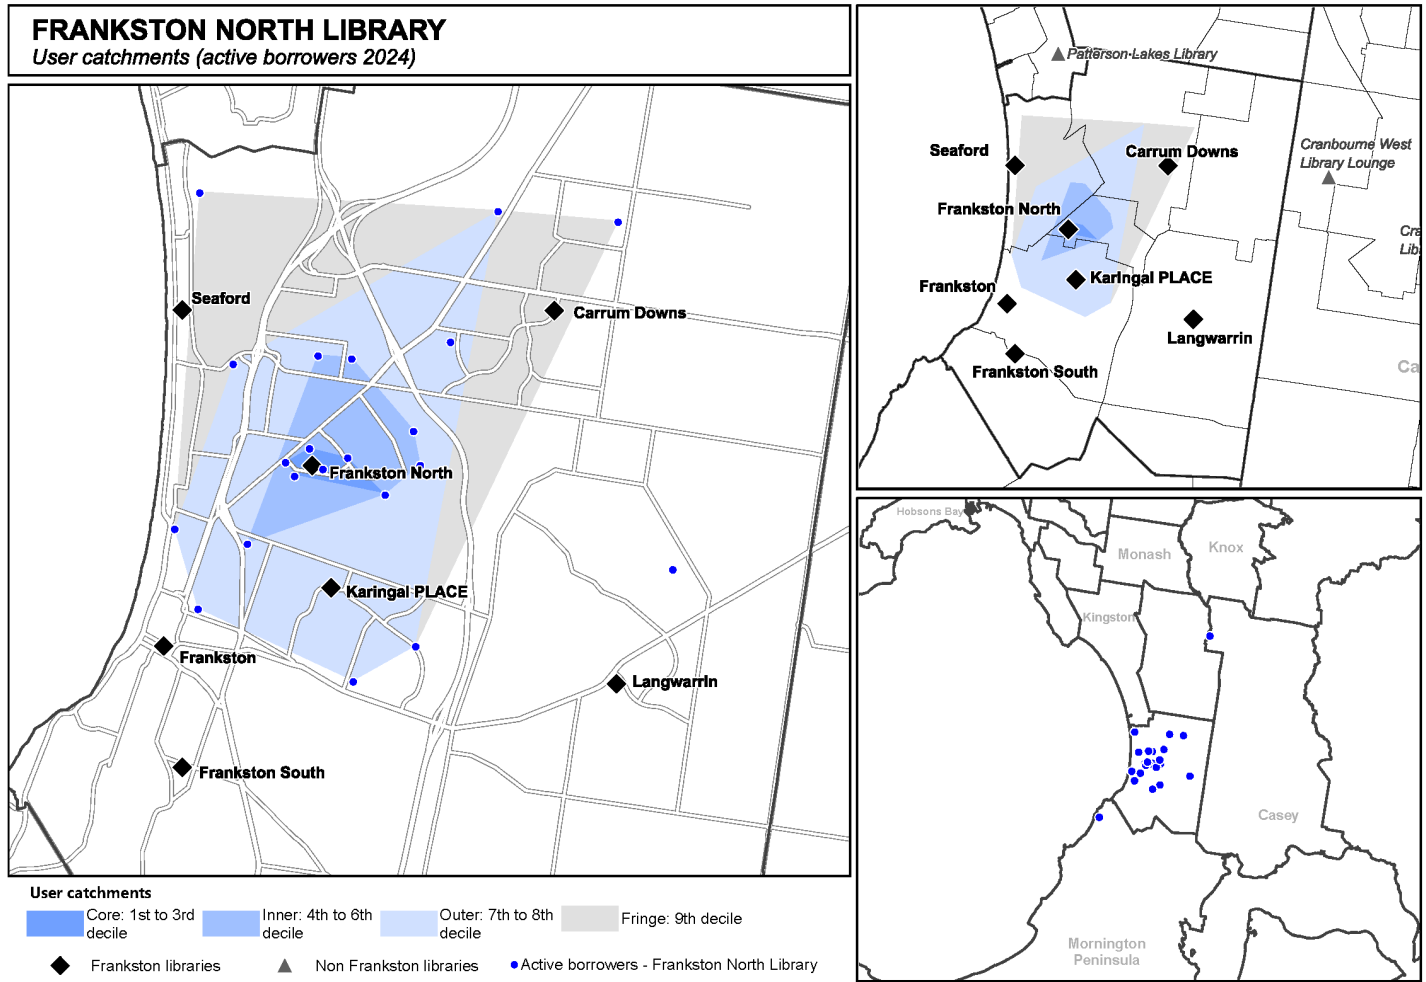 FRANKSTON NORTH LIBRARY
User catchments (active borrowers 2024)
Seaford
Carrum Downs
Frankston North
Karingal PLACE
Frankston
Langwarrin
Frankston South
Patterson Lakes Library
Seaford
Carrum Downs
Cranbourne West
Library Lounge
Frankston North
Cra
Lib
Karingal PLACE
Frankston
Langwarrin
Frankston South
Ca
Hobsons Bay
Monash
Knox
Kingston
Casey
Mornington
Peninsula
User catchments
Core: 1st to 3rd
decile
Inner: 4th to 6th
decile
Outer: 7th to 8th
decile
Fringe: 9th decile
Frankston libraries
Non Frankston libraries
Active borrowers - Frankston North Library